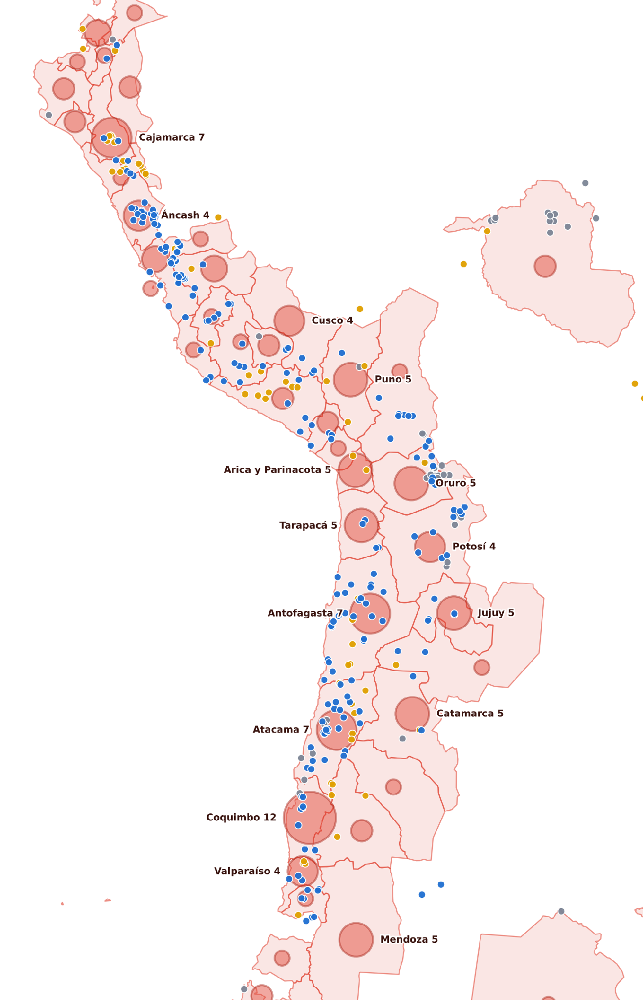 Cajamarca 7
Áncash 4
Cusco 4
Puno 5
Arica y Parinacota 5
Oruro 5
Tarapacá 5
Potosí 4
Antofagasta 7
Jujuy 5
Catamarca 5
Atacama 7
Coquimbo 12
Valparaíso 4
Mendoza 5